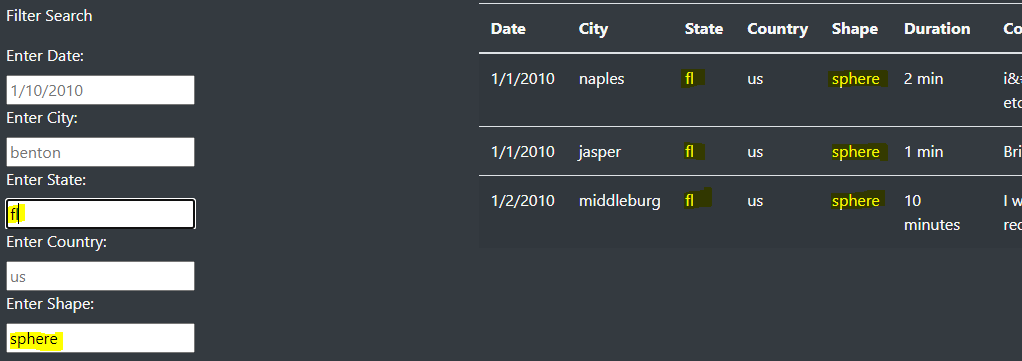 Filter Search
Enter Date:
1/10/2010
Enter City:
benton
Enter State:
fl
Enter Country:
us
Enter Shape:
sphere
Date City State Country Shape Duration Co
1/1/2010 naples fl us sphere 2 min i&
etc
1/1/2010 jasper fl us sphere 1 min Bri
1/2/2010 middleburg fl us sphere 10 I w
minutes rec